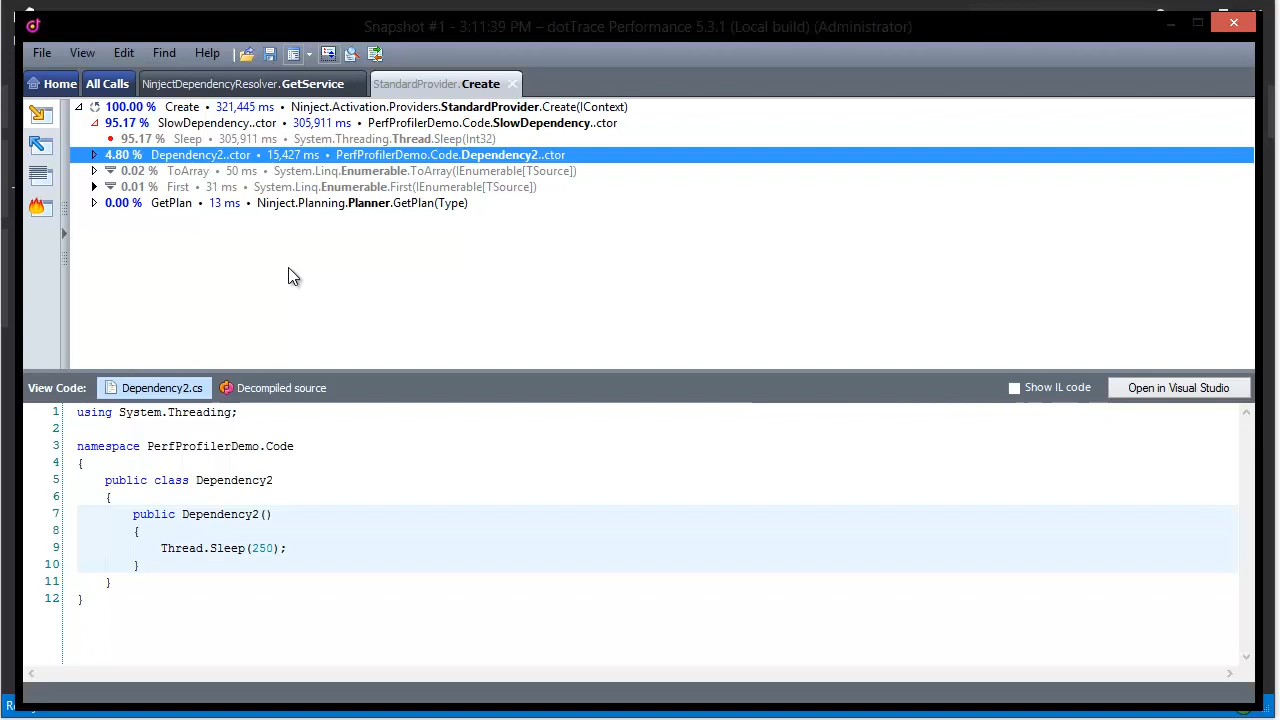 Snapshot #1 - 3:11:39 PM – dotTrace Performance 5.3.1 (Local build) (Administrator)
File View Edit Find Help
Home All Calls NinjectDependencyResolver.GetService StandardProvider.Create
100.00 % Create • 321,445 ms • Ninject.Activation.Providers.StandardProvider.Create(IContext)
95.17 % SlowDependency..ctor • 305,911 ms • PerfProfilerDemo.Code.SlowDependency..ctor
95.17 % Sleep • 305,911 ms • System.Threading.Thread.Sleep(Int32)
4.80 % Dependency2..ctor • 15,427 ms • PerfProfilerDemo.Code.Dependency2..ctor
0.02 % ToArray • 50 ms • System.Linq.Enumerable.ToArray(IEnumerable[TSource])
0.01 % First • 31 ms • System.Linq.Enumerable.First(IEnumerable[TSource])
0.00 % GetPlan • 13 ms • Ninject.Planning.Planner.GetPlan(Type)
View Code: Dependency2.cs Decompiled source Show IL code Open in Visual Studio
1 using System.Threading;
2
3 namespace PerfProfilerDemo.Code
4 {
5 public class Dependency2
6 {
7 public Dependency2()
8 {
9 Thread.Sleep(250);
10 }
11 }
12 }